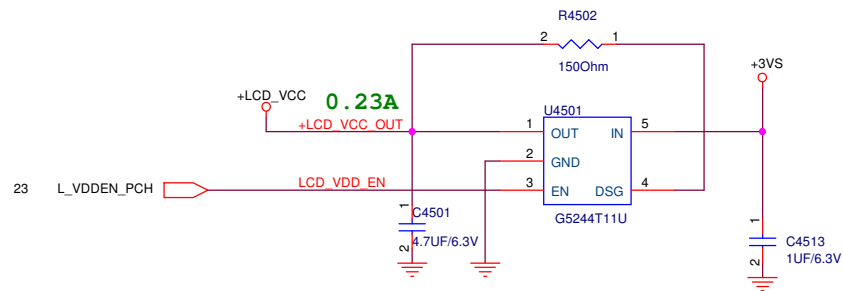 R4502
2
1
150Ohm
+3VS
+LCD_VCC
0.23A
U4501
+LCD_VCC_OUT
1
OUT
IN
5
2
GND
23
L_VDDEN_PCH
LCD_VDD_EN
3
EN
DSG
4
G5244T11U
1
C4501
4.7UF/6.3V
2
1
C4513
1UF/6.3V
2